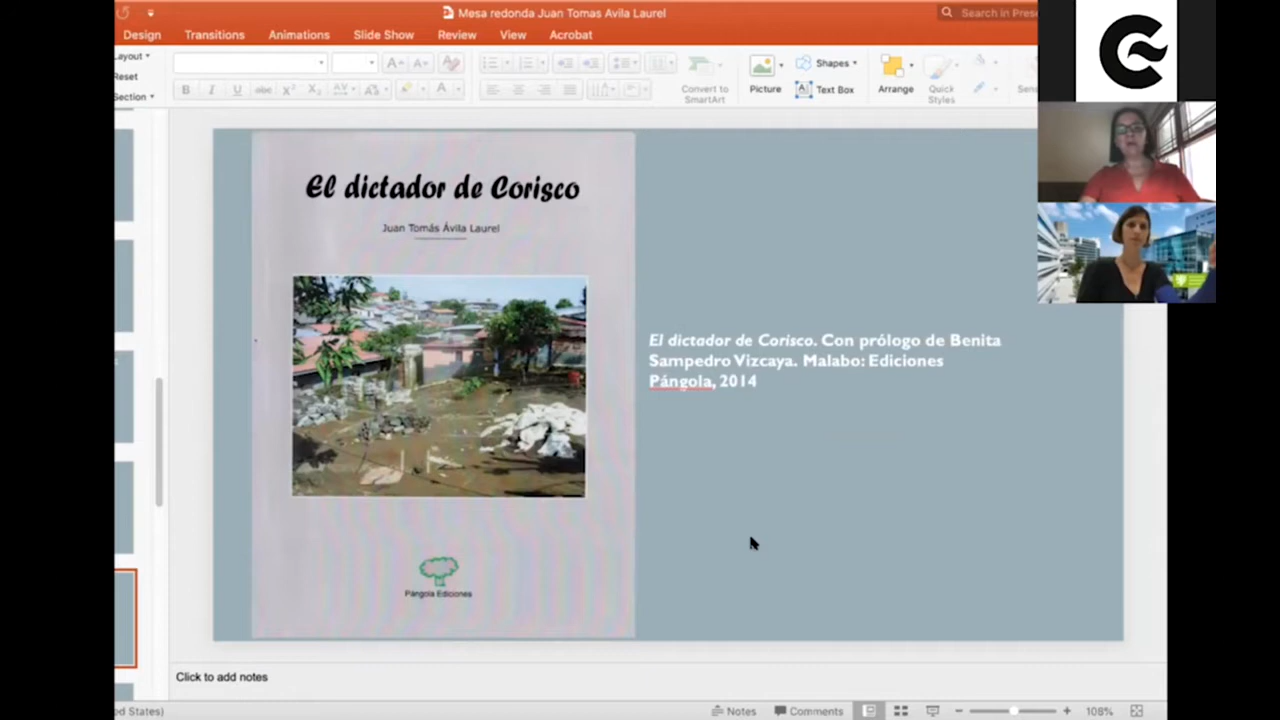 Mesa redonda Juan Tomas Avila Laurel
Search in Prese
Design
Transitions
Animations
Slide Show
Review
View
Acrobat
Layout
Reset
Section
Convert to
SmartArt
Picture
Shapes
Text Box
Arrange
Quick
Styles
El dictador de Corisco
Juan Tomás Ávila Laurel
Pángola Ediciones
El dictador de Corisco. Con prólogo de Benita
Sampedro Vizcaya. Malabo: Ediciones
Pángola, 2014
Click to add notes
ed States)
Notes
Comments
108%